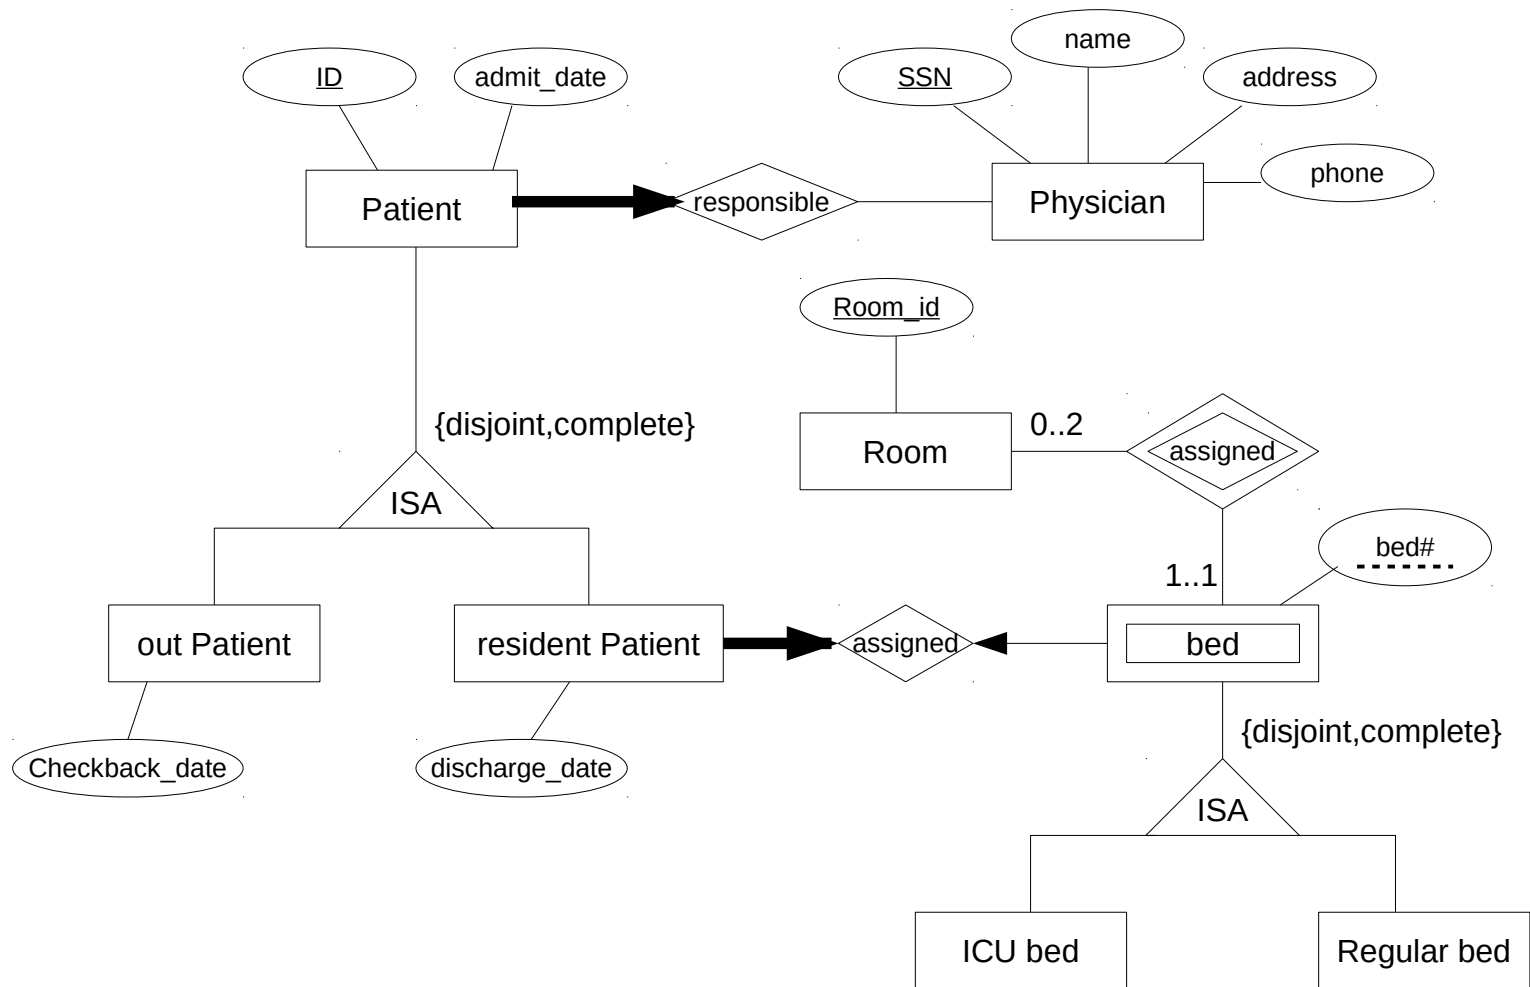 name
ID
admit_date
SSN
address
phone
Patient
responsible
Physician
Room_id
{disjoint,complete}
0..2
Room
assigned
ISA
bed#
1..1
out Patient
resident Patient
assigned
bed
{disjoint,complete}
Checkback_date
discharge_date
ISA
ICU bed
Regular bed